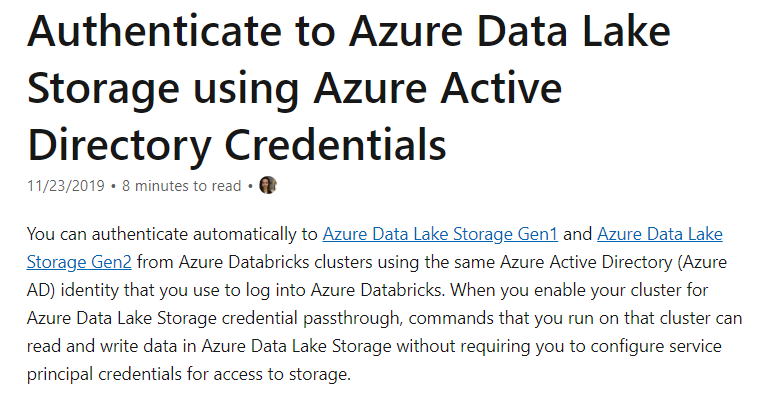 Authenticate to Azure Data Lake
Storage using Azure Active
Directory Credentials
11/23/2019 • 8 minutes to read •
You can authenticate automatically to Azure Data Lake Storage Gen1 and Azure Data Lake
Storage Gen2 from Azure Databricks clusters using the same Azure Active Directory (Azure
AD) identity that you use to log into Azure Databricks. When you enable your cluster for
Azure Data Lake Storage credential passthrough, commands that you run on that cluster can
read and write data in Azure Data Lake Storage without requiring you to configure service
principal credentials for access to storage.